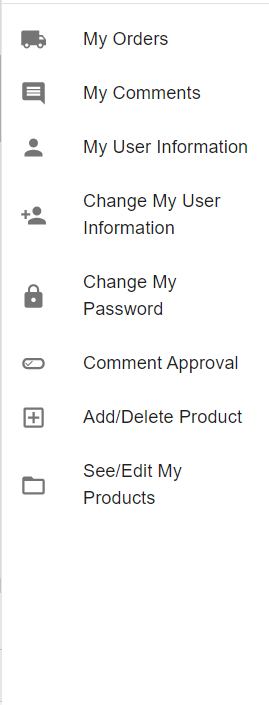 My Orders
My Comments
My User Information
Change My User
Information
Change My
Password
Comment Approval
Add/Delete Product
See/Edit My
Products